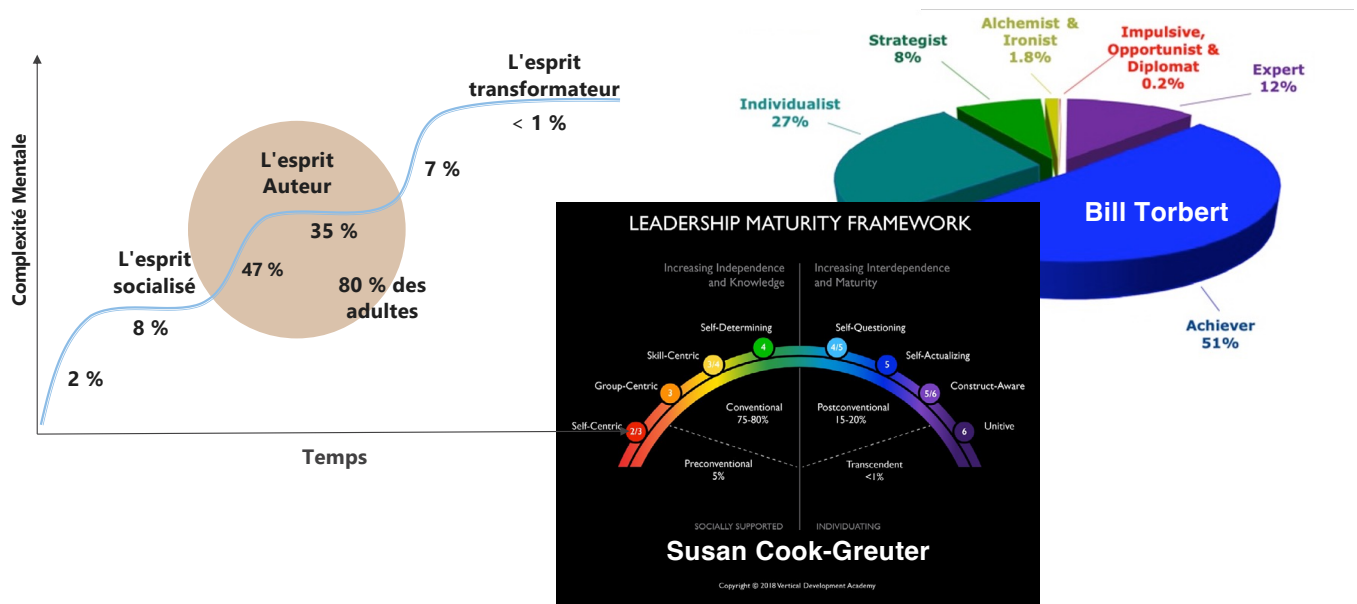 Complexité Mentale
L'esprit
transformateur
< 1 %
7 %
L'esprit
Auteur
35 %
47 %
80 % des
adultes
L'esprit
socialisé
8 %
2 %
Temps
Alchemist &
Ironist
1.8%
Impulsive,
Opportunist &
Diplomat
0.2%
Strategist
8%
Expert
12%
Individualist
27%
Bill Torbert
Achiever
51%
LEADERSHIP MATURITY FRAMEWORK
Increasing Independence
and Knowledge
Increasing Interdependence
and Maturity
Self-Determining
4
Self-Questioning
4/5
Skill-Centric
3/4
Self-Actualizing
5
Group-Centric
3
Construct-Aware
5/6
Self-Centric
2/3
Unitive
6
Conventional
75-80%
Postconventional
15-20%
Preconventional
5%
Transcendent
<1%
SOCIALLY SUPPORTED
INDIVIDUATING
Susan Cook-Greuter
Copyright © 2018 Vertical Development Academy